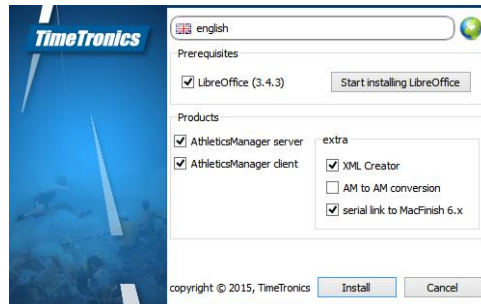 TimeTronics
english
Prerequisites
LibreOffice (3.4.3)
Start installing LibreOffice
Products
AthleticsManager server
AthleticsManager client
extra
XML Creator
AM to AM conversion
serial link to MacFinish 6.x
copyright © 2015, TimeTronics
Install
Cancel